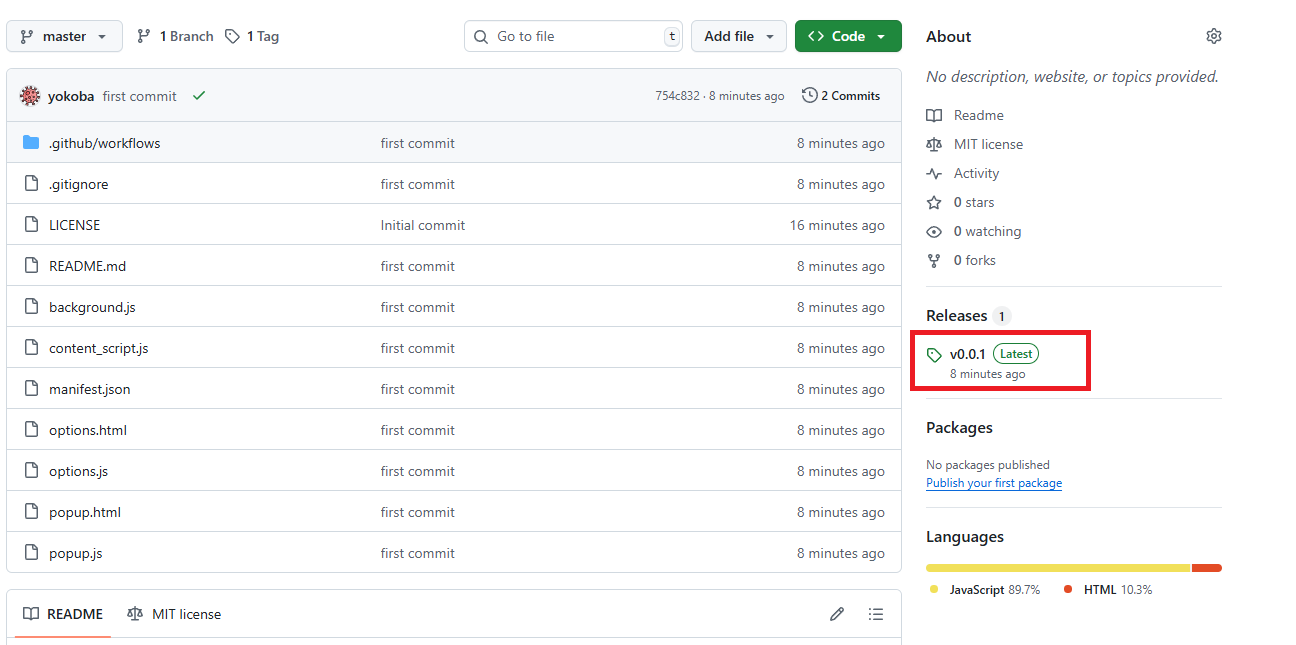 master 1 Branch 1 Tag Go to file t Add file Code
yokoba first commit 754c832 · 8 minutes ago 2 Commits
.github/workflows first commit 8 minutes ago
.gitignore first commit 8 minutes ago
LICENSE Initial commit 16 minutes ago
README.md first commit 8 minutes ago
background.js first commit 8 minutes ago
content_script.js first commit 8 minutes ago
manifest.json first commit 8 minutes ago
options.html first commit 8 minutes ago
options.js first commit 8 minutes ago
popup.html first commit 8 minutes ago
popup.js first commit 8 minutes ago
README MIT license
About
No description, website, or topics provided.
Readme
MIT license
Activity
0 stars
0 watching
0 forks
Releases 1
v0.0.1 Latest
8 minutes ago
Packages
No packages published
Publish your first package
Languages
JavaScript 89.7% HTML 10.3%